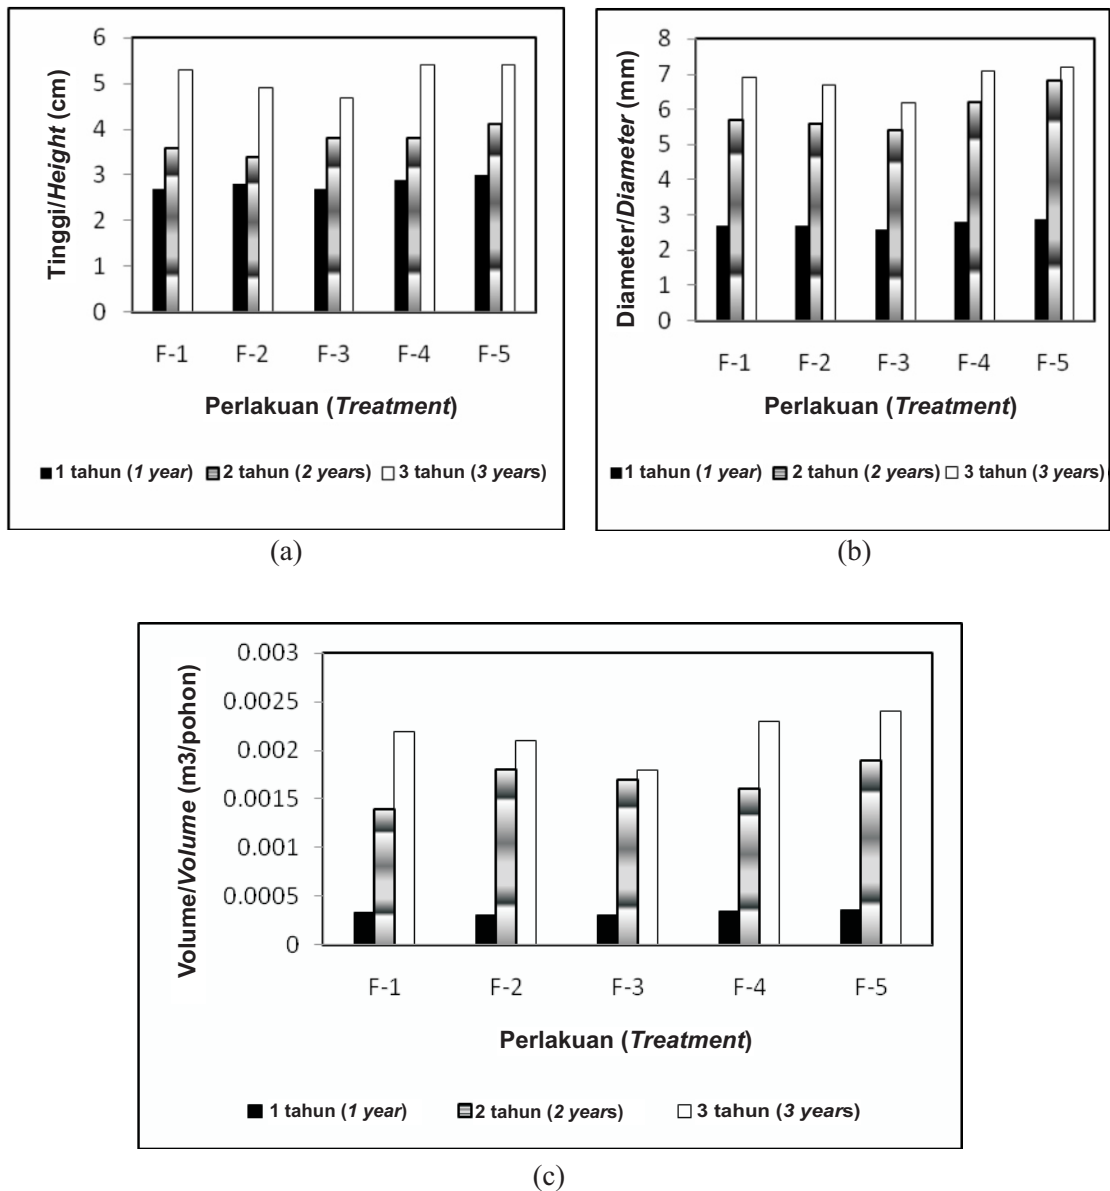 Tinggi/Height (cm)
6
5
4
3
2
1
0
F-1 F-2 F-3 F-4 F-5
Perlakuan (Treatment)
1 tahun (1 year) 2 tahun (2 years) 3 tahun (3 years)
(a)
Diameter/Diameter (mm)
8
7
6
5
4
3
2
1
0
F-1 F-2 F-3 F-4 F-5
Perlakuan (Treatment)
1 tahun (1 year) 2 tahun (2 years) 3 tahun (3 years)
(b)
Volume/Volume (m3/pohon)
0.003
0.0025
0.002
0.0015
0.001
0.0005
0
F-1 F-2 F-3 F-4 F-5
Perlakuan (Treatment)
1 tahun (1 year) 2 tahun (2 years) 3 tahun (3 years)
(c)